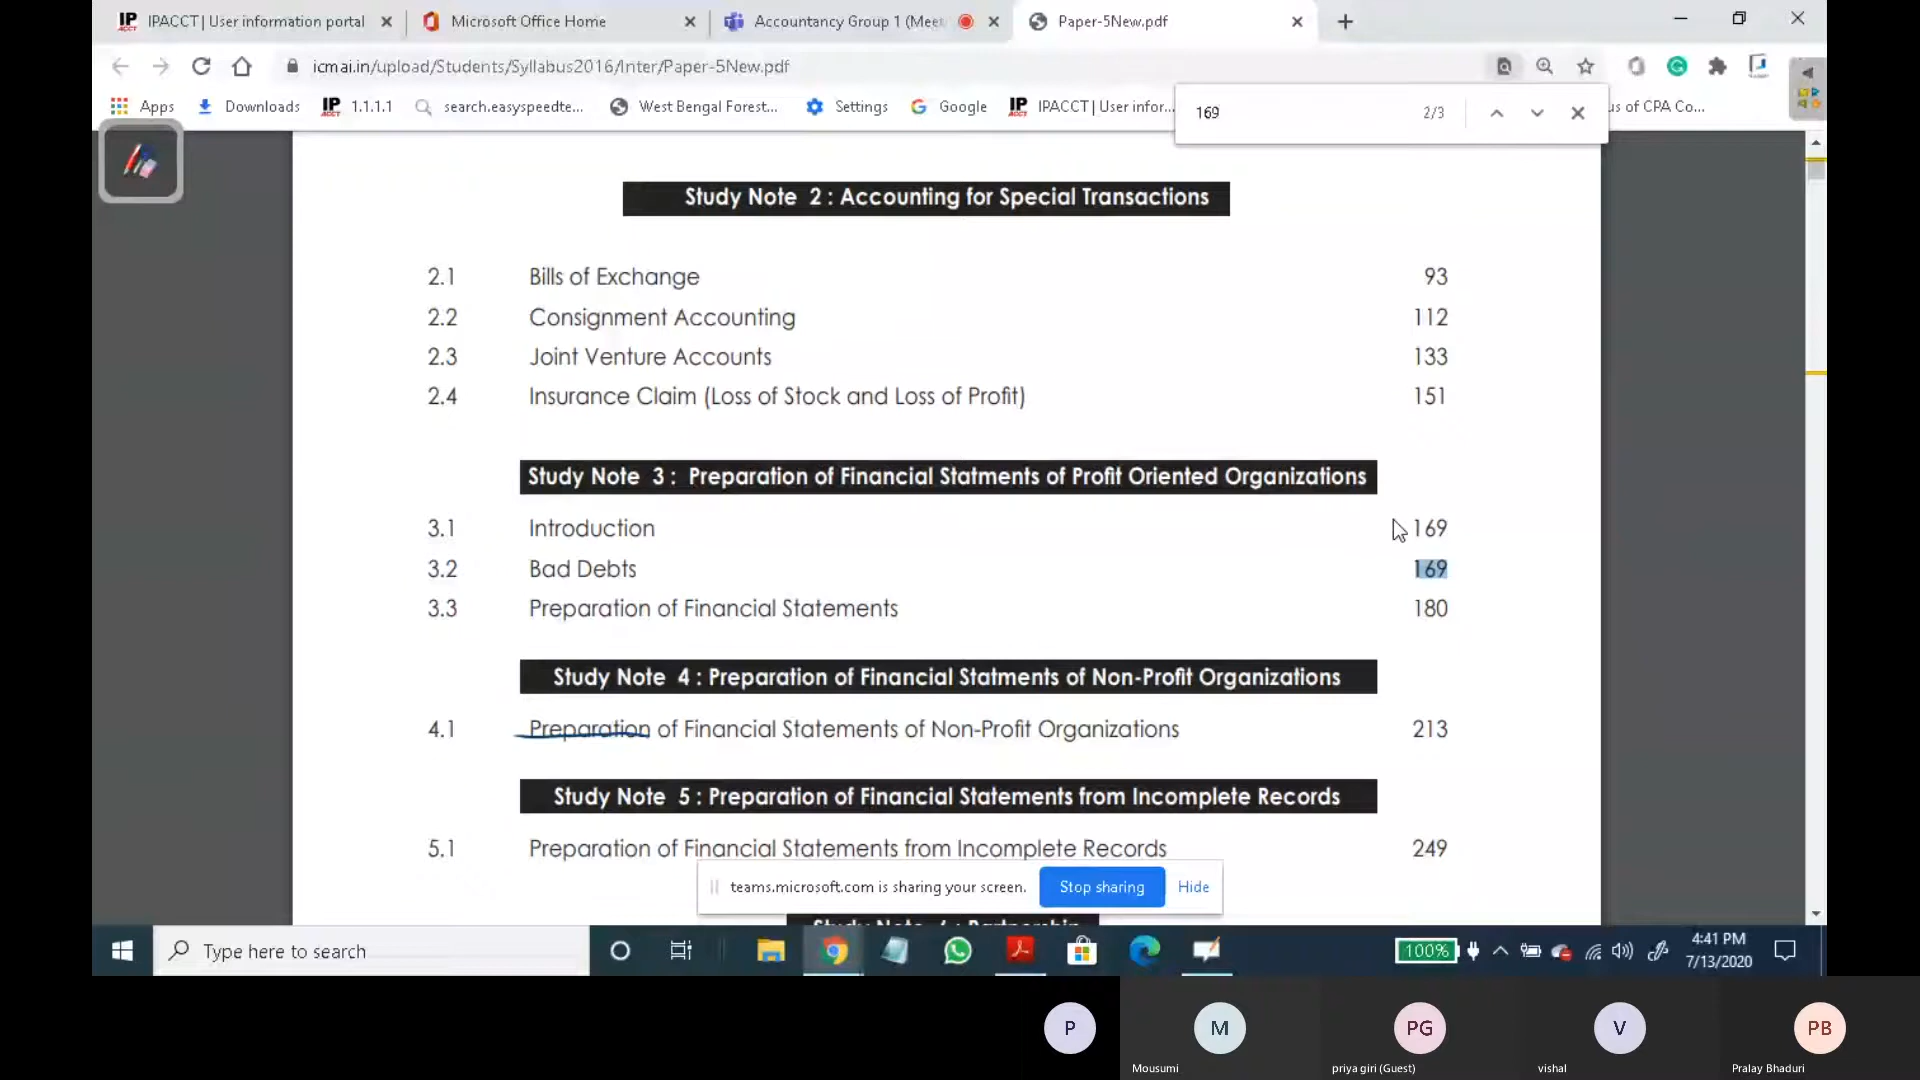 IPACCT | User information portal
Microsoft Office Home
Accountancy Group 1 (Meet
Paper-5New.pdf
icmai.in/upload/Students/Syllabus2016/Inter/Paper-5New.pdf
Apps
Downloads
1.1.1.1
search.easyspeedte...
West Bengal Forest...
Settings
Google
IPACCT | User infor...
us of CPA Co...
169
2/3
Study Note 2 : Accounting for Special Transactions
2.1 Bills of Exchange 93
2.2 Consignment Accounting 112
2.3 Joint Venture Accounts 133
2.4 Insurance Claim (Loss of Stock and Loss of Profit) 151
Study Note 3 : Preparation of Financial Statments of Profit Oriented Organizations
3.1 Introduction 169
3.2 Bad Debts 169
3.3 Preparation of Financial Statements 180
Study Note 4 : Preparation of Financial Statments of Non-Profit Organizations
4.1 Preparation of Financial Statements of Non-Profit Organizations 213
Study Note 5 : Preparation of Financial Statements from Incomplete Records
5.1 Preparation of Financial Statements from Incomplete Records 249
teams.microsoft.com is sharing your screen.
Stop sharing
Hide
Study Note 6 : Partnership
Type here to search
100%
4:41 PM
7/13/2020
P
M
PG
V
PB
Mousumi
priya giri (Guest)
vishal
Pralay Bhaduri